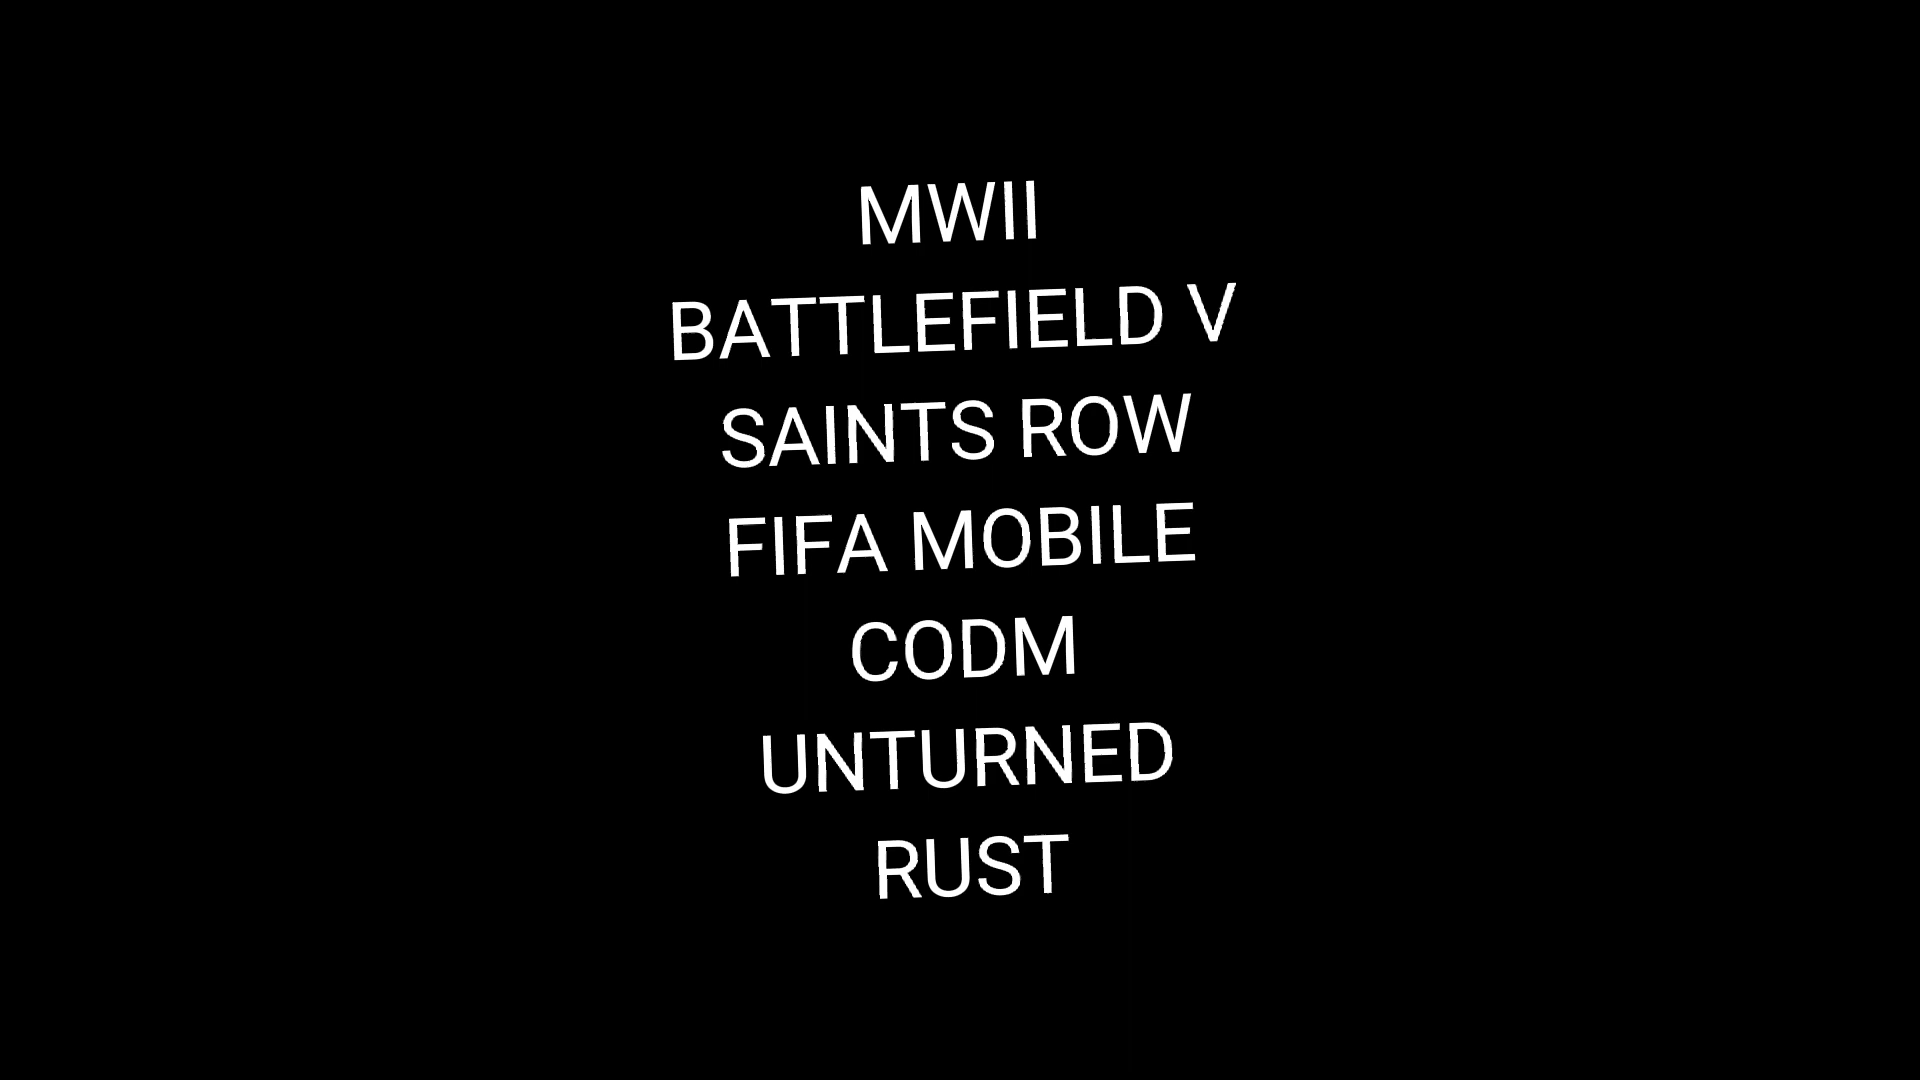 MWII
BATTLEFIELD V
SAINTS ROW
FIFA MOBILE
CODM
UNTURNED
RUST